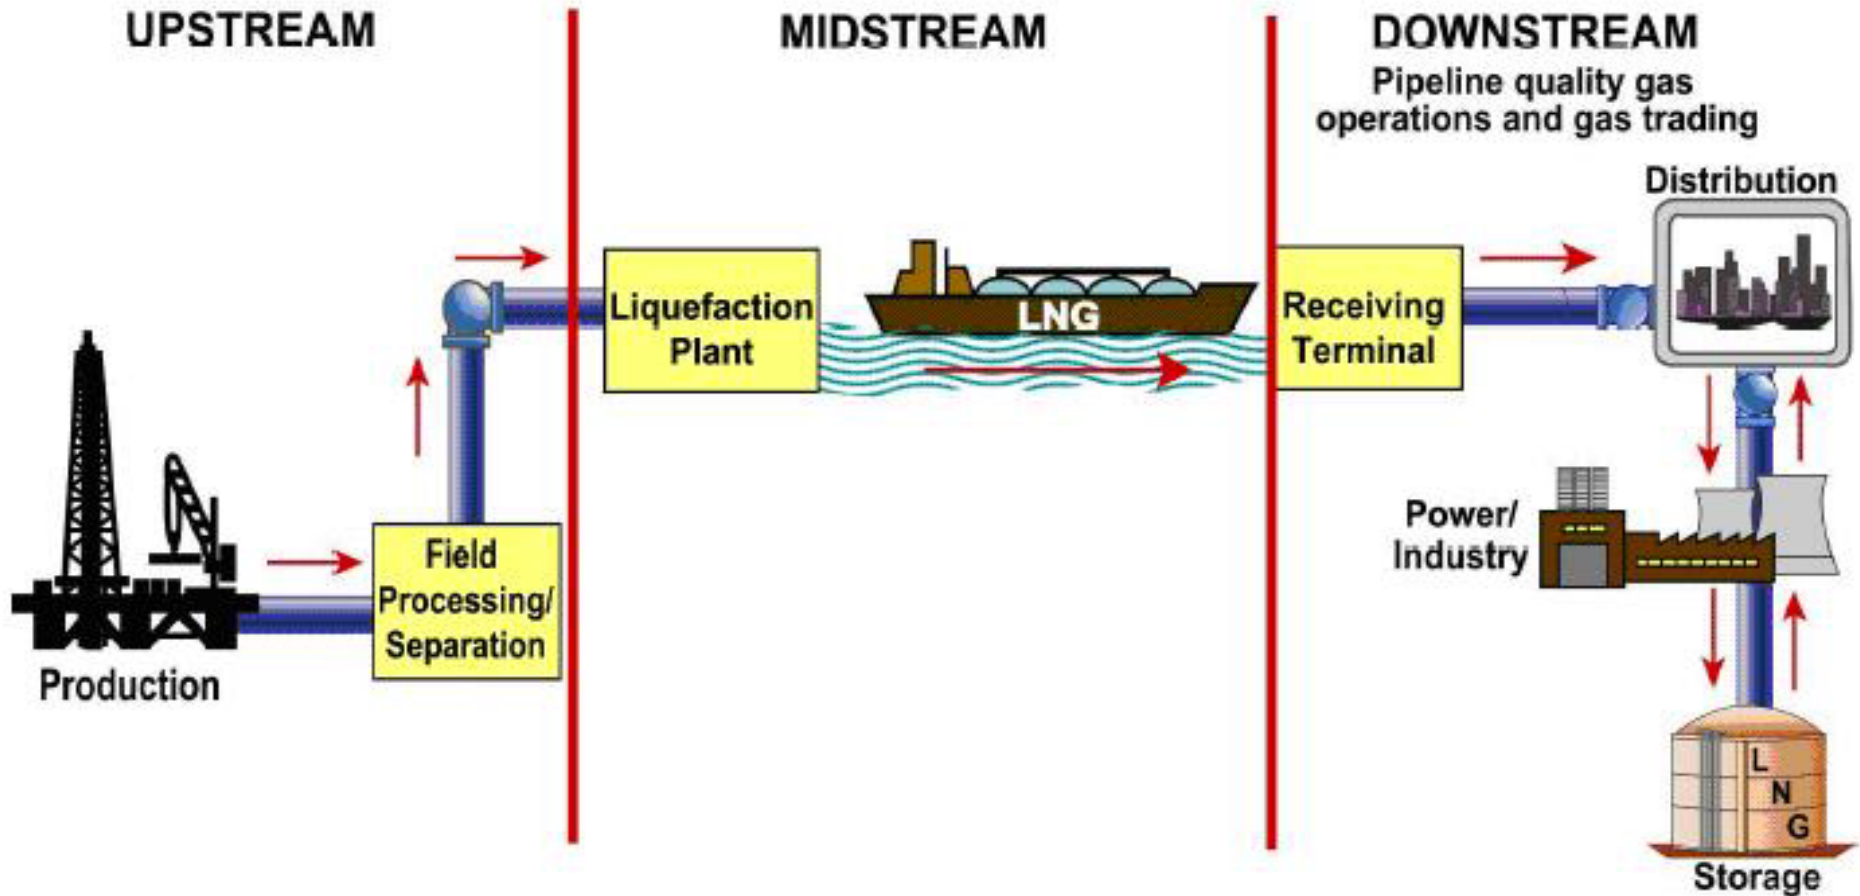 UPSTREAM
MIDSTREAM
DOWNSTREAM
Pipeline quality gas
operations and gas trading
Distribution
Liquefaction
Plant
LNG
Receiving
Terminal
Field
Processing/
Separation
Production
Power/
Industry
L
N
G
Storage